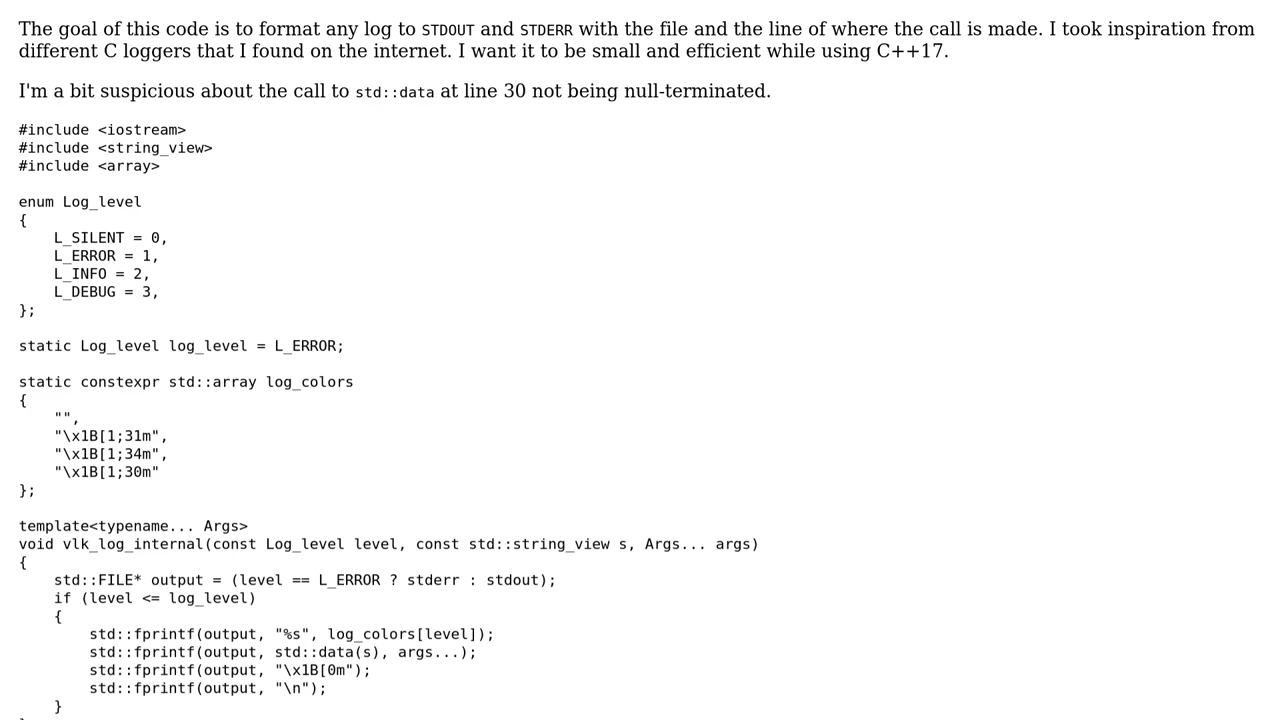 The goal of this code is to format any log to STDOUT and STDERR with the file and the line of where the call is made. I took inspiration from
different C loggers that I found on the internet. I want it to be small and efficient while using C++17.
I'm a bit suspicious about the call to std::data at line 30 not being null-terminated.
#include <iostream>
#include <string_view>
#include <array>
enum Log_level
{
    L_SILENT = 0,
    L_ERROR = 1,
    L_INFO = 2,
    L_DEBUG = 3,
};
static Log_level log_level = L_ERROR;
static constexpr std::array log_colors
{
    "",
    "\x1B[1;31m",
    "\x1B[1;34m",
    "\x1B[1;30m"
};
template<typename... Args>
void vlk_log_internal(const Log_level level, const std::string_view s, Args... args)
{
    std::FILE* output = (level == L_ERROR ? stderr : stdout);
    if (level <= log_level)
    {
        std::fprintf(output, "%s", log_colors[level]);
        std::fprintf(output, std::data(s), args...);
        std::fprintf(output, "\x1B[0m");
        std::fprintf(output, "\n");
    }